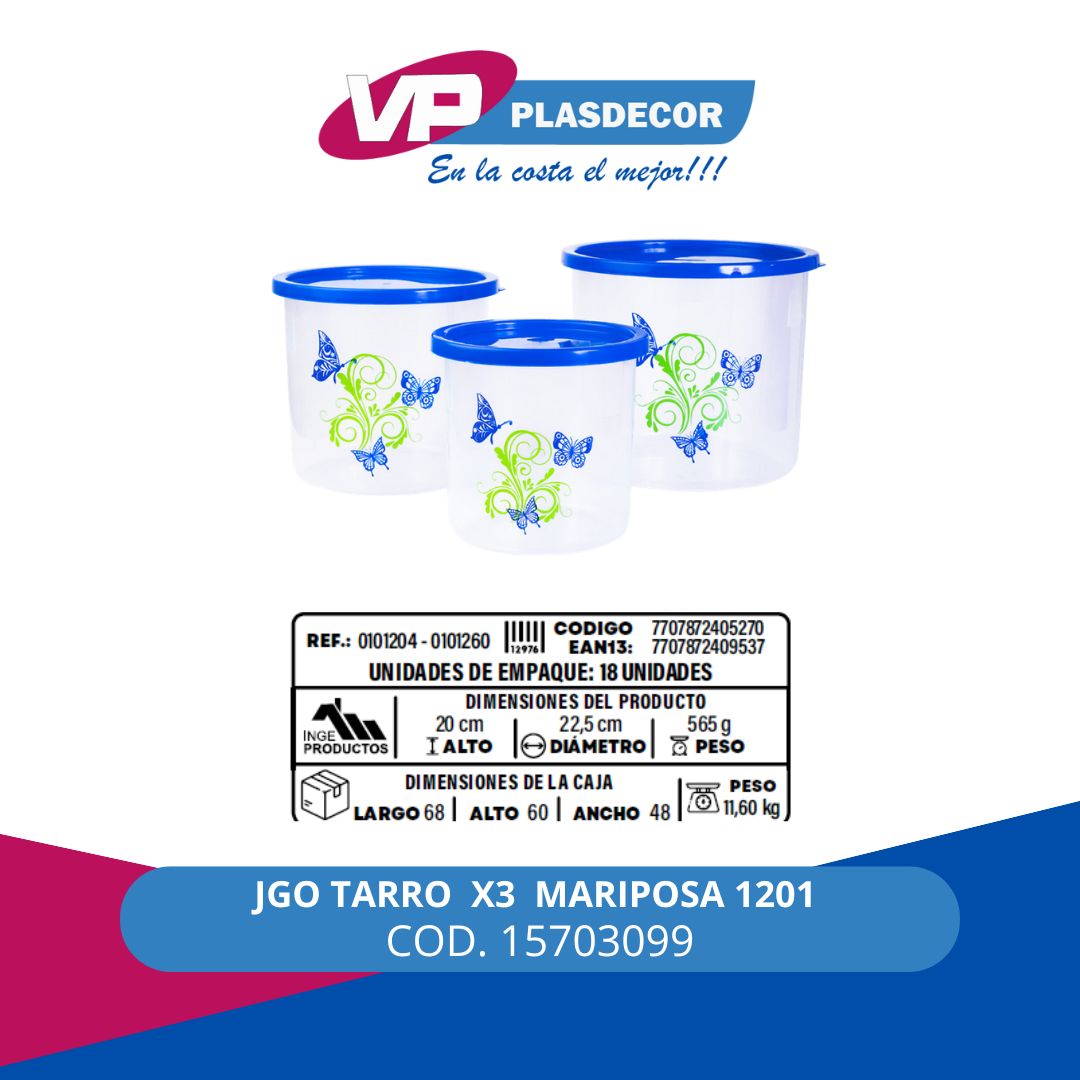 VP PLASDECOR
En la costa el mejor!!!
REF.: 0101204 - 0101260
12976
CODIGO EAN13:
7707872405270
7707872409537
UNIDADES DE EMPAQUE: 18 UNIDADES
INGE
PRODUCTOS
DIMENSIONES DEL PRODUCTO
20 cm
ALTO
22,5 cm
DIÁMETRO
565 g
PESO
DIMENSIONES DE LA CAJA
LARGO 68 ALTO 60 ANCHO 48
PESO
11,60 kg
JGO TARRO X3 MARIPOSA 1201
COD. 15703099